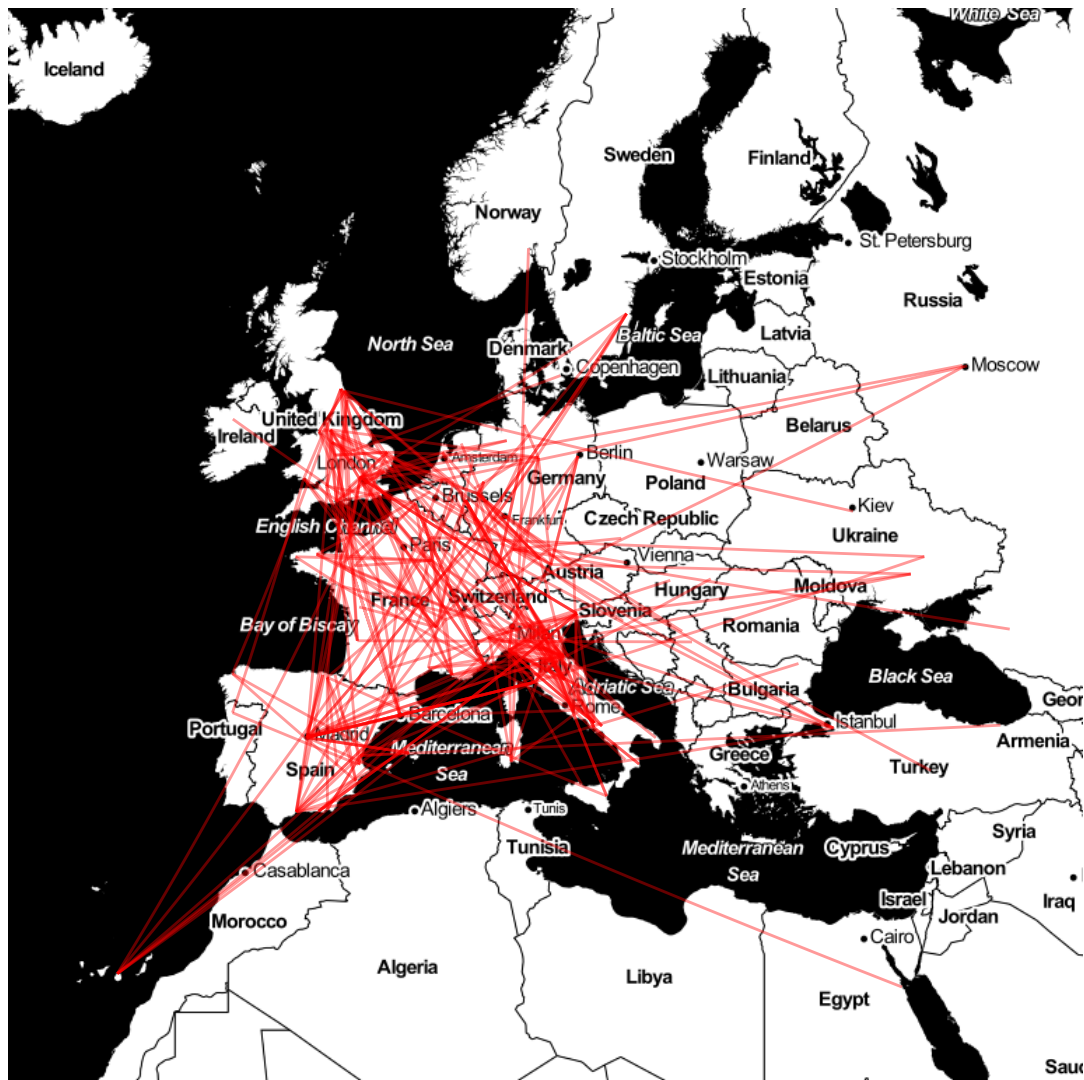 White Sea
Iceland
Sweden
Finland
Norway
St. Petersburg
Stockholm
Estonia
Russia
North Sea
Baltic Sea
Latvia
Denmark
Copenhagen
Lithuania
Moscow
United Kingdom
Belarus
Ireland
London
Amsterdam
Berlin
Warsaw
Germany
Poland
Brussels
Kiev
English Channel
Frankfurt
Czech Republic
Ukraine
Paris
Vienna
Austria
Hungary
Moldova
France
Switzerland
Slovenia
Bay of Biscay
Romania
Milan
Italy
Black Sea
Adriatic Sea
Bulgaria
Geor
Portugal
Barcelona
Rome
Istanbul
Madrid
Armenia
Mediterranean
Sea
Greece
Spain
Turkey
Athens
Algiers
Tunis
Syria
Tunisia
Mediterranean
Sea
Cyprus
Casablanca
Lebanon
Israel
Iraq
Morocco
Jordan
Cairo
Algeria
Libya
Egypt
Saud